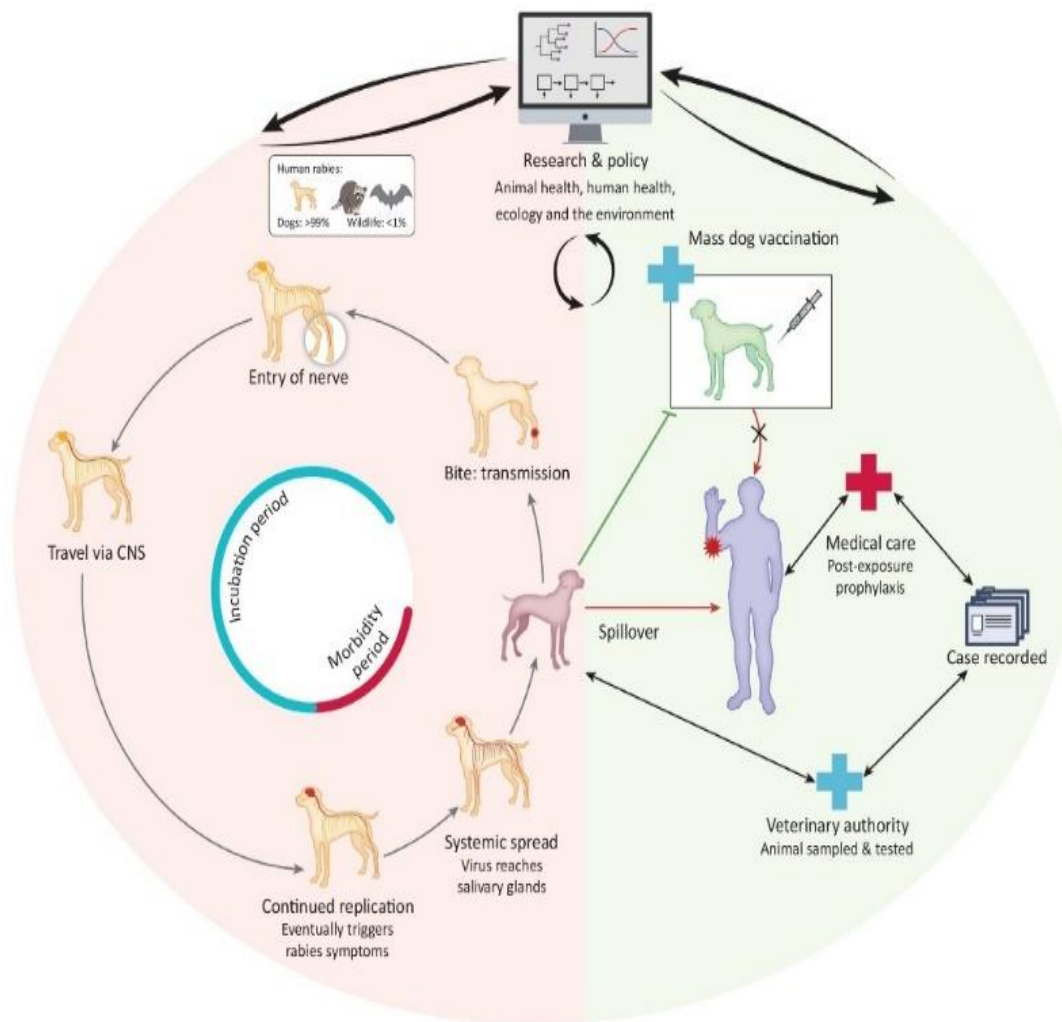 Research & policy
Animal health, human health,
ecology and the environment
Human rabies:
Dogs: >99%
Wildlife: <1%
Mass dog vaccination
Entry of nerve
Bite: transmission
Travel via CNS
Incubation period
Morbidity
period
Spillover
Medical care
Post-exposure
prophylaxis
Case recorded
Systemic spread
Virus reaches
salivary glands
Continued replication
Eventually triggers
rabies symptoms
Veterinary authority
Animal sampled & tested